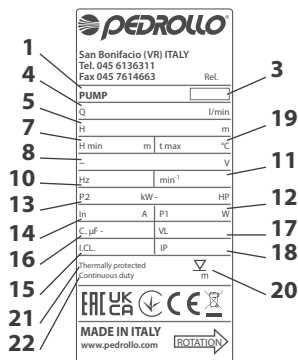 PEDROLLO
San Bonifacio (VR) ITALY
Tel. 045 6136311
Fax 045 7614663 Rel.
1 PUMP 3
4 Q l/min
5 H m
7 H min m t max °C 19
8 ~ V
10 Hz min⁻¹ 11
13 P2 kW - HP
14 In A P1 W 12
16 C. µF - VL 17
15 I.CL. IP 18
21 Thermally protected
22 Continuous duty m 20
EAC UKCA CE
MADE IN ITALY
www.pedrollo.com ROTATION